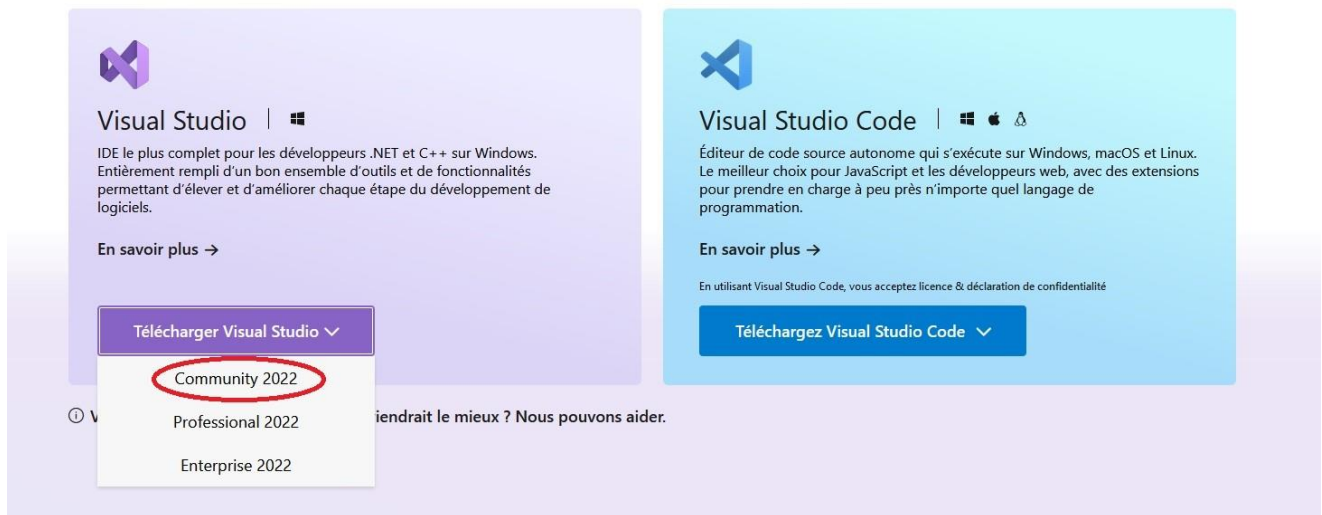 Visual Studio
IDE le plus complet pour les développeurs .NET et C++ sur Windows.
Entièrement rempli d'un bon ensemble d'outils et de fonctionnalités
permettant d'élever et d'améliorer chaque étape du développement de
logiciels.
En savoir plus →
Télécharger Visual Studio
Community 2022
Professional 2022
Enterprise 2022
Visual Studio Code
Éditeur de code source autonome qui s'exécute sur Windows, macOS et Linux.
Le meilleur choix pour JavaScript et les développeurs web, avec des extensions
pour prendre en charge à peu près n'importe quel langage de
programmation.
En savoir plus →
En utilisant Visual Studio Code, vous acceptez licence & déclaration de confidentialité
Téléchargez Visual Studio Code
le mieux ? Nous pouvons aider.